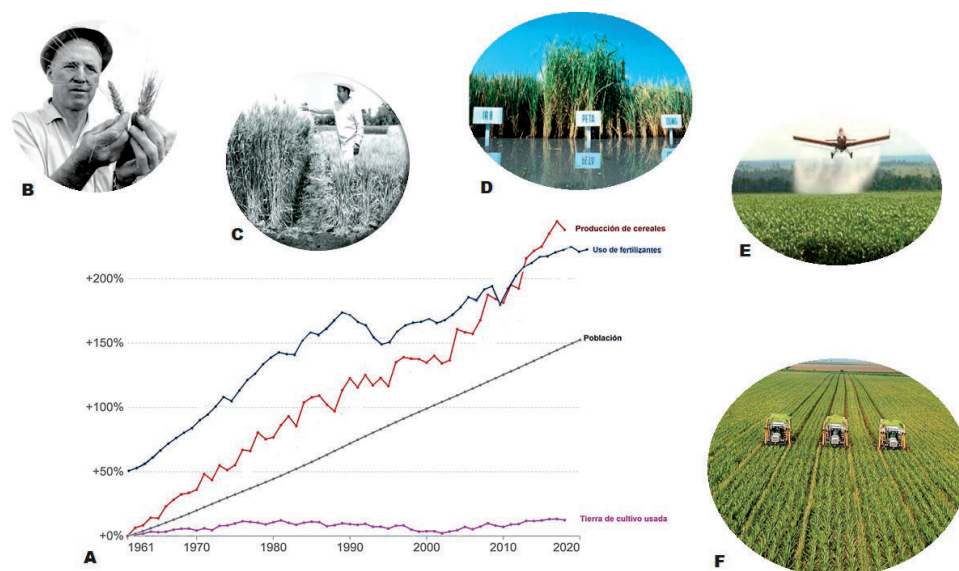 B
C
D
IR8
PETA
E
Producción de cereales
Uso de fertilizantes
Población
Tierra de cultivo usada
+200%
+150%
+100%
+50%
+0%
1961
1970
1980
1990
2000
2010
2020
A
F